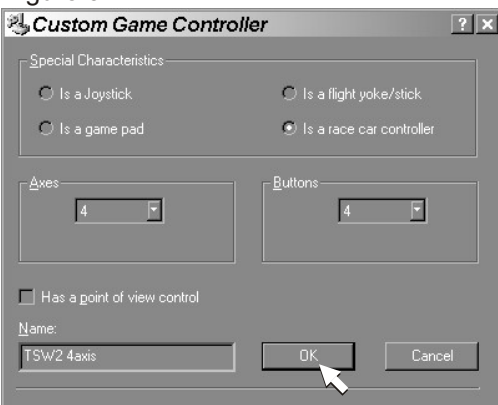 Custom Game Controller
? ×
Special Characteristics
Is a Joystick
Is a flight yoke/stick
Is a game pad
Is a race car controller
Axes
4
Buttons
4
Has a point of view control
Name:
TSW2 4axis
OK
Cancel